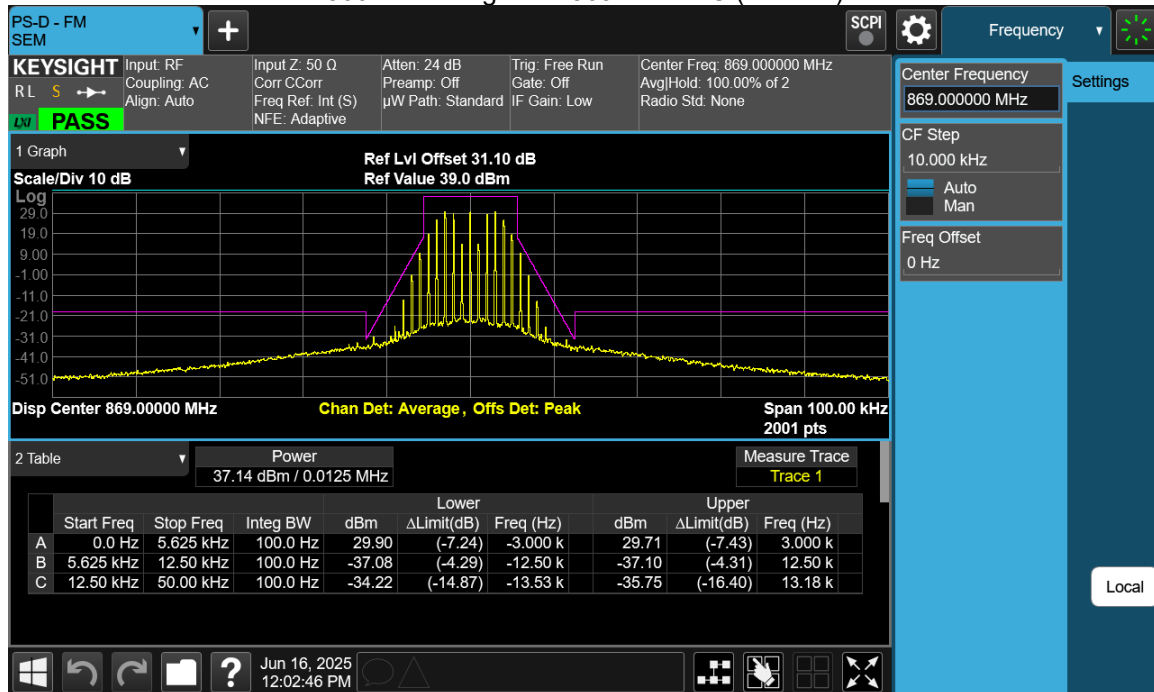 PS-D - FM
SEM
SCPI
Frequency
KEYSIGHT
R L S
LXI PASS
Input: RF
Coupling: AC
Align: Auto
Input Z: 50 Ω
Corr CCorr
Freq Ref: Int (S)
NFE: Adaptive
Atten: 24 dB
Preamp: Off
µW Path: Standard
Trig: Free Run
Gate: Off
IF Gain: Low
Center Freq: 869.000000 MHz
Avg|Hold: 100.00% of 2
Radio Std: None
Center Frequency
869.000000 MHz
Settings
CF Step
10.000 kHz
Auto
Man
Freq Offset
0 Hz
1 Graph
Ref Lvl Offset 31.10 dB
Scale/Div 10 dB Ref Value 39.0 dBm
Log
29.0
19.0
9.00
-1.00
-11.0
-21.0
-31.0
-41.0
-51.0
Disp Center 869.00000 MHz Chan Det: Average , Offs Det: Peak Span 100.00 kHz
2001 pts
2 Table Power Measure Trace
37.14 dBm / 0.0125 MHz Trace 1
Lower Upper
Start Freq Stop Freq Integ BW dBm ∆Limit(dB) Freq (Hz) dBm ∆Limit(dB) Freq (Hz)
A 0.0 Hz 5.625 kHz 100.0 Hz 29.90 (-7.24) -3.000 k 29.71 (-7.43) 3.000 k
B 5.625 kHz 12.50 kHz 100.0 Hz -37.08 (-4.29) -12.50 k -37.10 (-4.31) 12.50 k
C 12.50 kHz 50.00 kHz 100.0 Hz -34.22 (-14.87) -13.53 k -35.75 (-16.40) 13.18 k
Local
?
Jun 16, 2025
12:02:46 PM